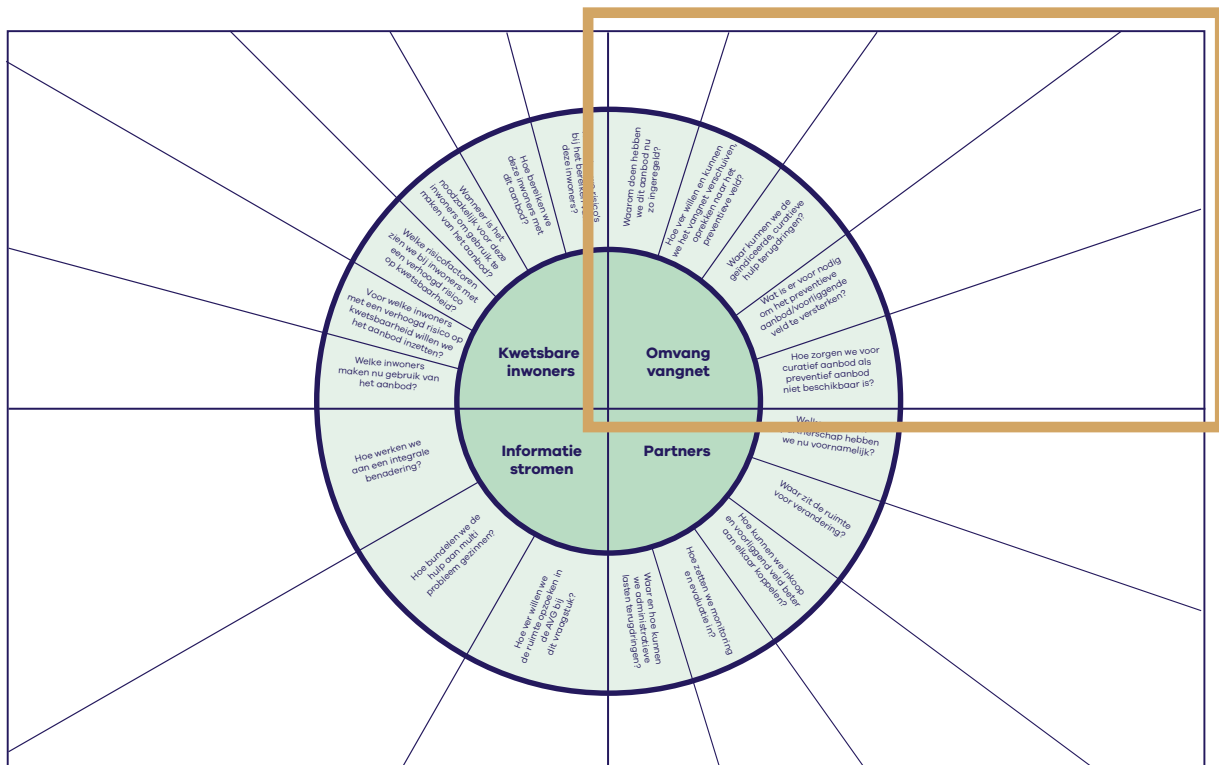 Kwetsbare
inwoners
Omvang
vangnet
Informatie
stromen
Partners
Waarom doen hebben
we dit aanbod nu
zo ingeregeld?
Hoe ver willen en kunnen
we het vangnet verschuiven,
oprekken naar het
preventieve veld?
Waar kunnen we de
geïndiceerde, curatieve
hulp terugdringen?
Wat is er voor nodig
om het preventieve
aanbod/voorliggende
veld te versterken?
Hoe zorgen we voor
curatief aanbod als
preventief aanbod
niet beschikbaar is?
hebben
we nu voornamelijk?
Waar zit de ruimte
voor verandering?
Hoe kunnen we inkoop
en voorliggend veld beter
aan elkaar koppelen?
Hoe zetten we monitoring
en evaluatie in?
Waar en hoe kunnen
we administratieve
lasten terugdringen?
Hoe ver willen we
de ruimte opzoeken in
de AVG bij
dit vraagstuk?
Hoe bundelen we de
hulp aan multi
probleem gezinnen?
Hoe werken we
aan een integrale
benadering?
Welke inwoners
maken nu gebruik van
het aanbod?
Voor welke inwoners
met een verhoogd risico op
kwetsbaarheid willen we
het aanbod inzetten?
Welke risicofactoren
zien we bij inwoners met
een verhoogd risico
op kwetsbaarheid?
Wanneer is het
noodzakelijk voor deze
inwoners om gebruik te
maken van het aanbod?
Hoe bereiken we
deze inwoners met
dit aanbod?
risico's
bij het bereiken
deze inwoners?